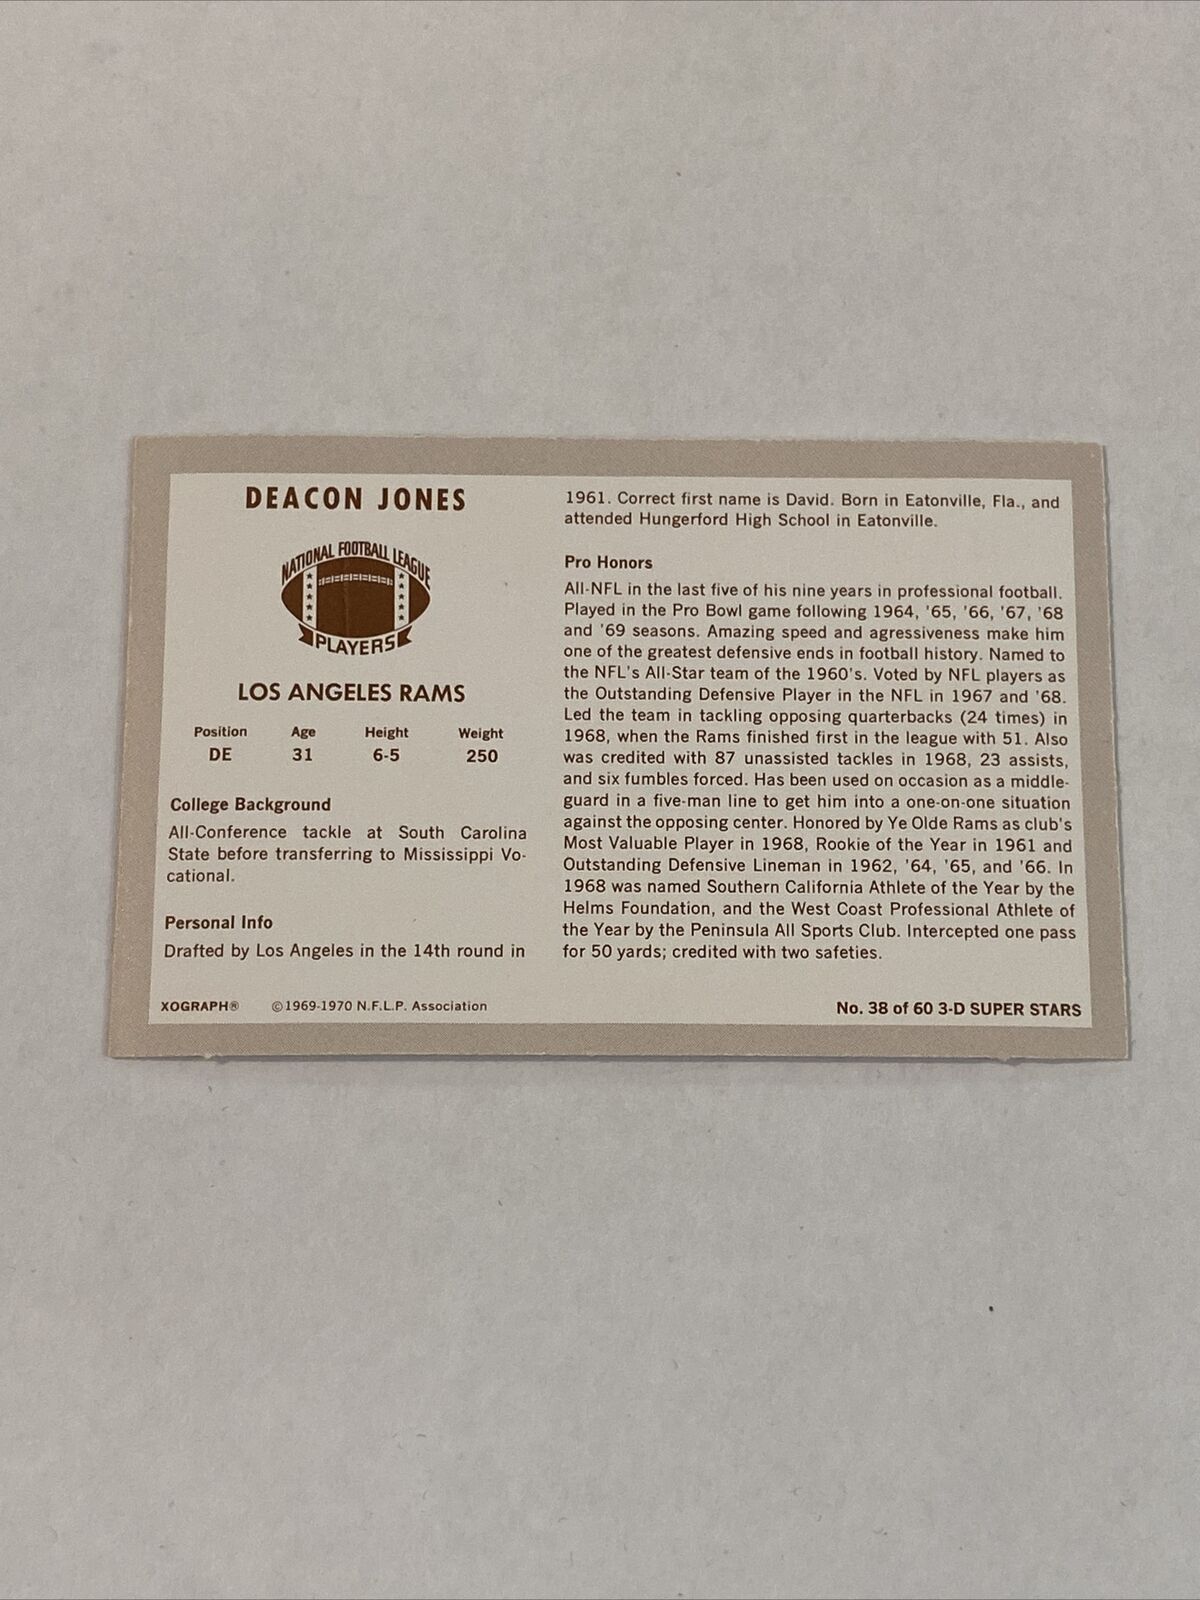 DEACON JONES
NATIONAL FOOTBALL LEAGUE
PLAYERS
LOS ANGELES RAMS
Position Age Height Weight
DE 31 6-5 250
College Background
All-Conference tackle at South Carolina
State before transferring to Mississippi Vo-
cational.
Personal Info
Drafted by Los Angeles in the 14th round in
1961. Correct first name is David. Born in Eatonville, Fla., and
attended Hungerford High School in Eatonville.
Pro Honors
All-NFL in the last five of his nine years in professional football.
Played in the Pro Bowl game following 1964, '65, '66, '67, '68
and '69 seasons. Amazing speed and agressiveness make him
one of the greatest defensive ends in football history. Named to
the NFL's All-Star team of the 1960's. Voted by NFL players as
the Outstanding Defensive Player in the NFL in 1967 and '68.
Led the team in tackling opposing quarterbacks (24 times) in
1968, when the Rams finished first in the league with 51. Also
was credited with 87 unassisted tackles in 1968, 23 assists,
and six fumbles forced. Has been used on occasion as a middle-
guard in a five-man line to get him into a one-on-one situation
against the opposing center. Honored by Ye Olde Rams as club's
Most Valuable Player in 1968, Rookie of the Year in 1961 and
Outstanding Defensive Lineman in 1962, '64, '65, and '66. In
1968 was named Southern California Athlete of the Year by the
Helms Foundation, and the West Coast Professional Athlete of
the Year by the Peninsula All Sports Club. Intercepted one pass
for 50 yards; credited with two safeties.
XOGRAPH® ©1969-1970 N.F.L.P. Association
No. 38 of 60 3-D SUPER STARS